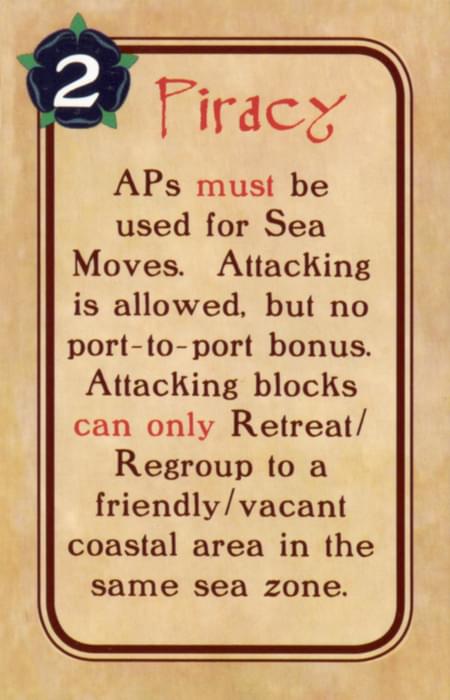 2
Piracy
APs must be
used for Sea
Moves. Attacking
is allowed, but no
port-to-port bonus.
Attacking blocks
can only Retreat/
Regroup to a
friendly/vacant
coastal area in the
same sea zone.